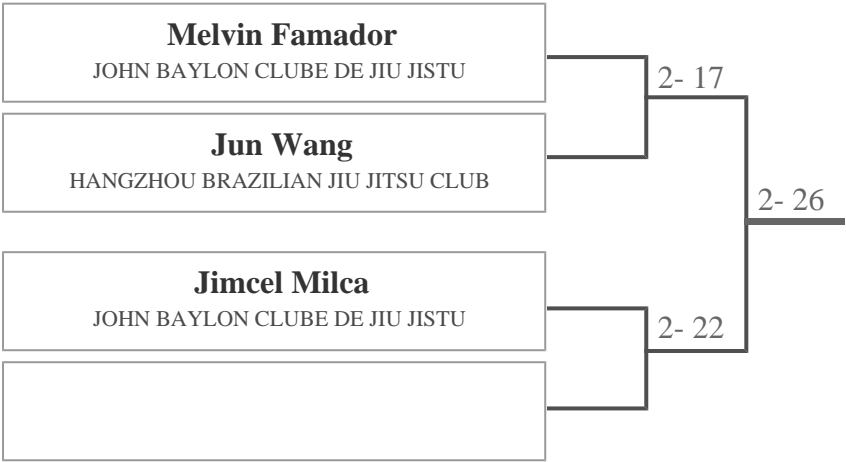 Melvin Famador
JOHN BAYLON CLUBE DE JIU JISTU
2- 17
Jun Wang
HANGZHOU BRAZILIAN JIU JITSU CLUB
2- 26
Jimcel Milca
JOHN BAYLON CLUBE DE JIU JISTU
2- 22